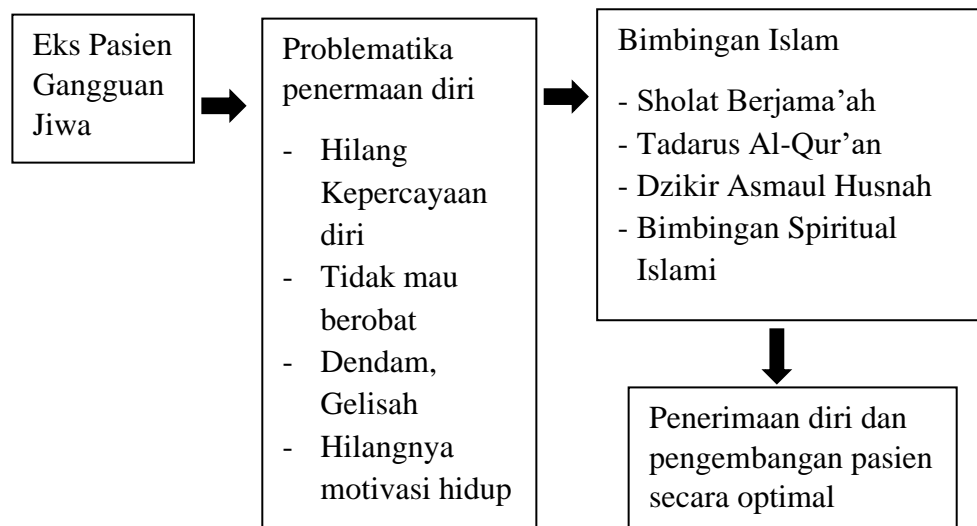 Eks Pasien
Gangguan
Jiwa
Problematika
penermaan diri
- Hilang
Kepercayaan
diri
- Tidak mau
berobat
- Dendam,
Gelisah
- Hilangnya
motivasi hidup
Bimbingan Islam
- Sholat Berjama’ah
- Tadarus Al-Qur’an
- Dzikir Asmaul Husnah
- Bimbingan Spiritual
Islami
Penerimaan diri dan
pengembangan pasien
secara optimal